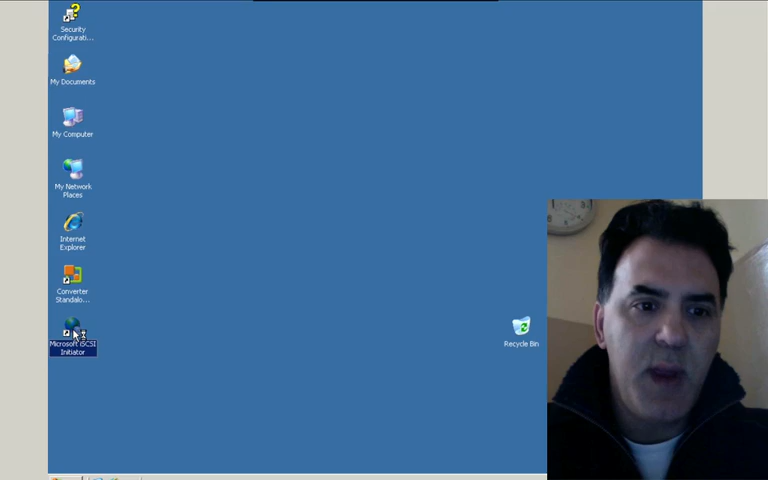 Security
Configurati...
My Documents
My Computer
My Network
Places
Internet
Explorer
Converter
Standalo...
Microsoft iSCSI
Initiator
Recycle Bin